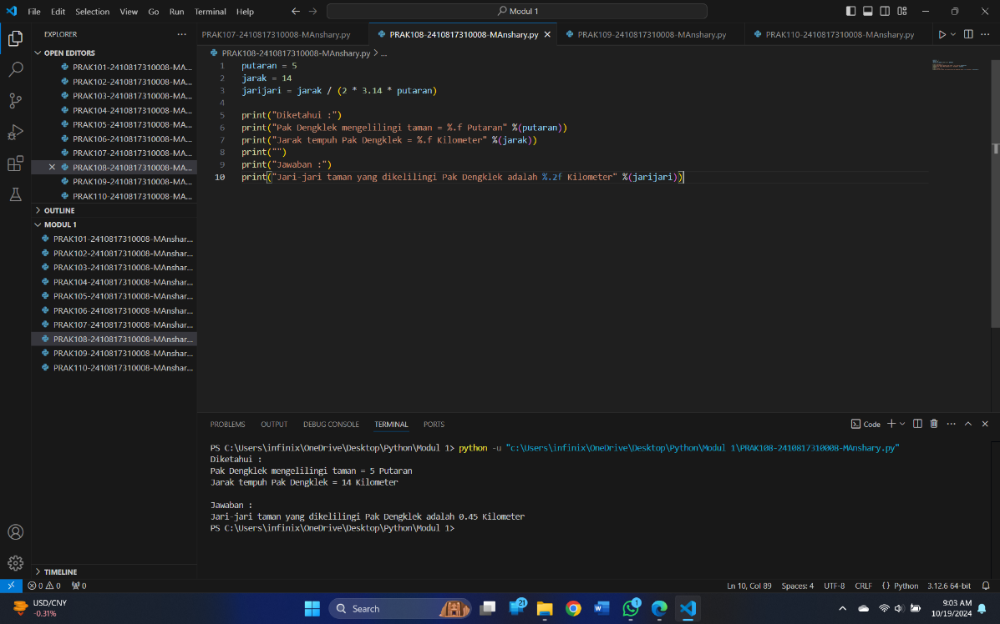 File Edit Selection View Go Run Terminal Help
Modul 1
EXPLORER
PRAK107-2410817310008-MAnshary.py
PRAK108-2410817310008-MAnshary.py
PRAK109-2410817310008-MAnshary.py
PRAK110-2410817310008-MAnshary.py
OPEN EDITORS
PRAK101-2410817310008-MA...
PRAK102-2410817310008-MA...
PRAK103-2410817310008-MA...
PRAK104-2410817310008-MA...
PRAK105-2410817310008-MA...
PRAK106-2410817310008-MA...
PRAK107-2410817310008-MA...
PRAK108-2410817310008-MA...
PRAK109-2410817310008-MA...
PRAK110-2410817310008-MA...
OUTLINE
MODUL 1
PRAK101-2410817310008-MAnshar...
PRAK102-2410817310008-MAnshar...
PRAK103-2410817310008-MAnshar...
PRAK104-2410817310008-MAnshar...
PRAK105-2410817310008-MAnshar...
PRAK106-2410817310008-MAnshar...
PRAK107-2410817310008-MAnshar...
PRAK108-2410817310008-MAnshar...
PRAK109-2410817310008-MAnshar...
PRAK110-2410817310008-MAnshar...
TIMELINE
PRAK108-2410817310008-MAnshary.py > ...
1 putaran = 5
2 jarak = 14
3 jarijari = jarak / (2 * 3.14 * putaran)
4
5 print("Diketahui :")
6 print("Pak Dengklek mengelilingi taman = %.f Putaran" %(putaran))
7 print("Jarak tempuh Pak Dengklek = %.f Kilometer" %(jarak))
8 print("")
9 print("Jawaban :")
10 print("Jari-jari taman yang dikelilingi Pak Dengklek adalah %.2f Kilometer" %(jarijari))
PROBLEMS OUTPUT DEBUG CONSOLE TERMINAL PORTS
Code
PS C:\Users\infinix\OneDrive\Desktop\Python\Modul 1> python -u "c:\Users\infinix\OneDrive\Desktop\Python\Modul 1\PRAK108-2410817310008-MAnshary.py"
Diketahui :
Pak Dengklek mengelilingi taman = 5 Putaran
Jarak tempuh Pak Dengklek = 14 Kilometer
Jawaban :
Jari-jari taman yang dikelilingi Pak Dengklek adalah 0.45 Kilometer
PS C:\Users\infinix\OneDrive\Desktop\Python\Modul 1>
0 0 0
Ln 10, Col 89 Spaces: 4 UTF-8 CRLF {} Python 3.12.6 64-bit
USD/CNY
-0.31%
Search
21
1
9:03 AM
10/19/2024